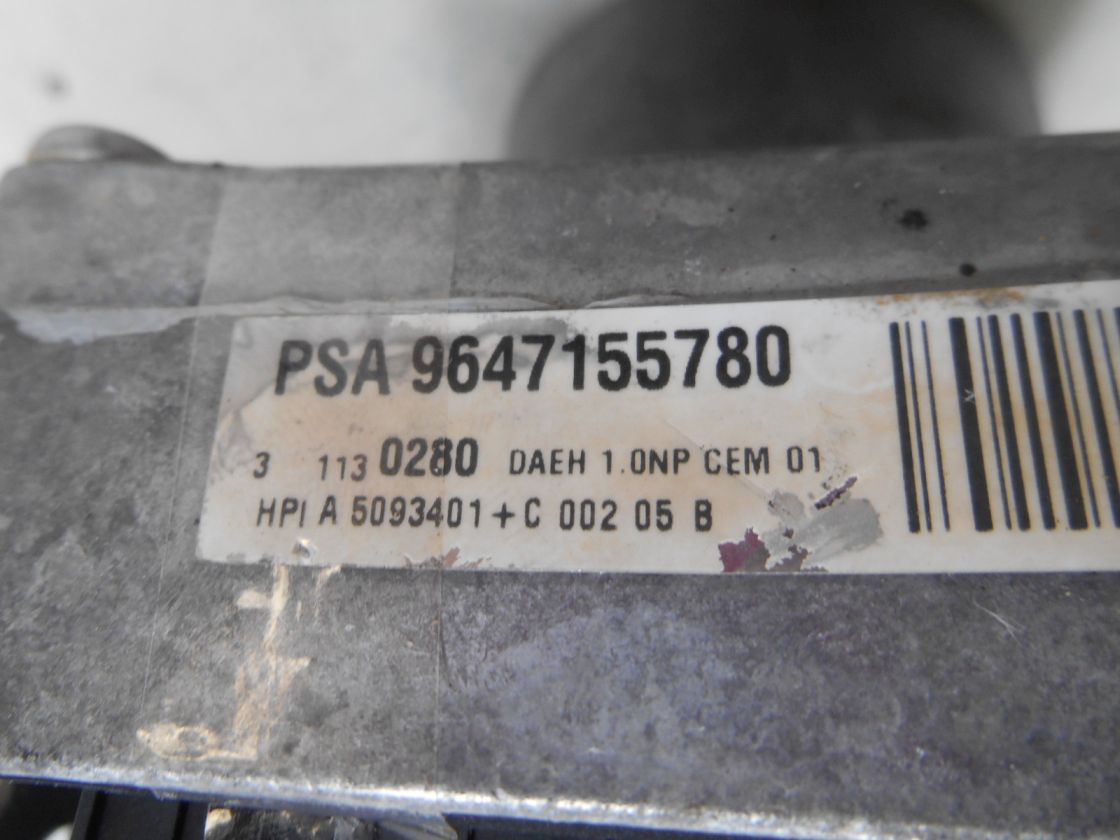 PSA 9647155780
3 113 0280 DAEH 1.0NP CEM 01
HPI A 5093401+C 002 05 B